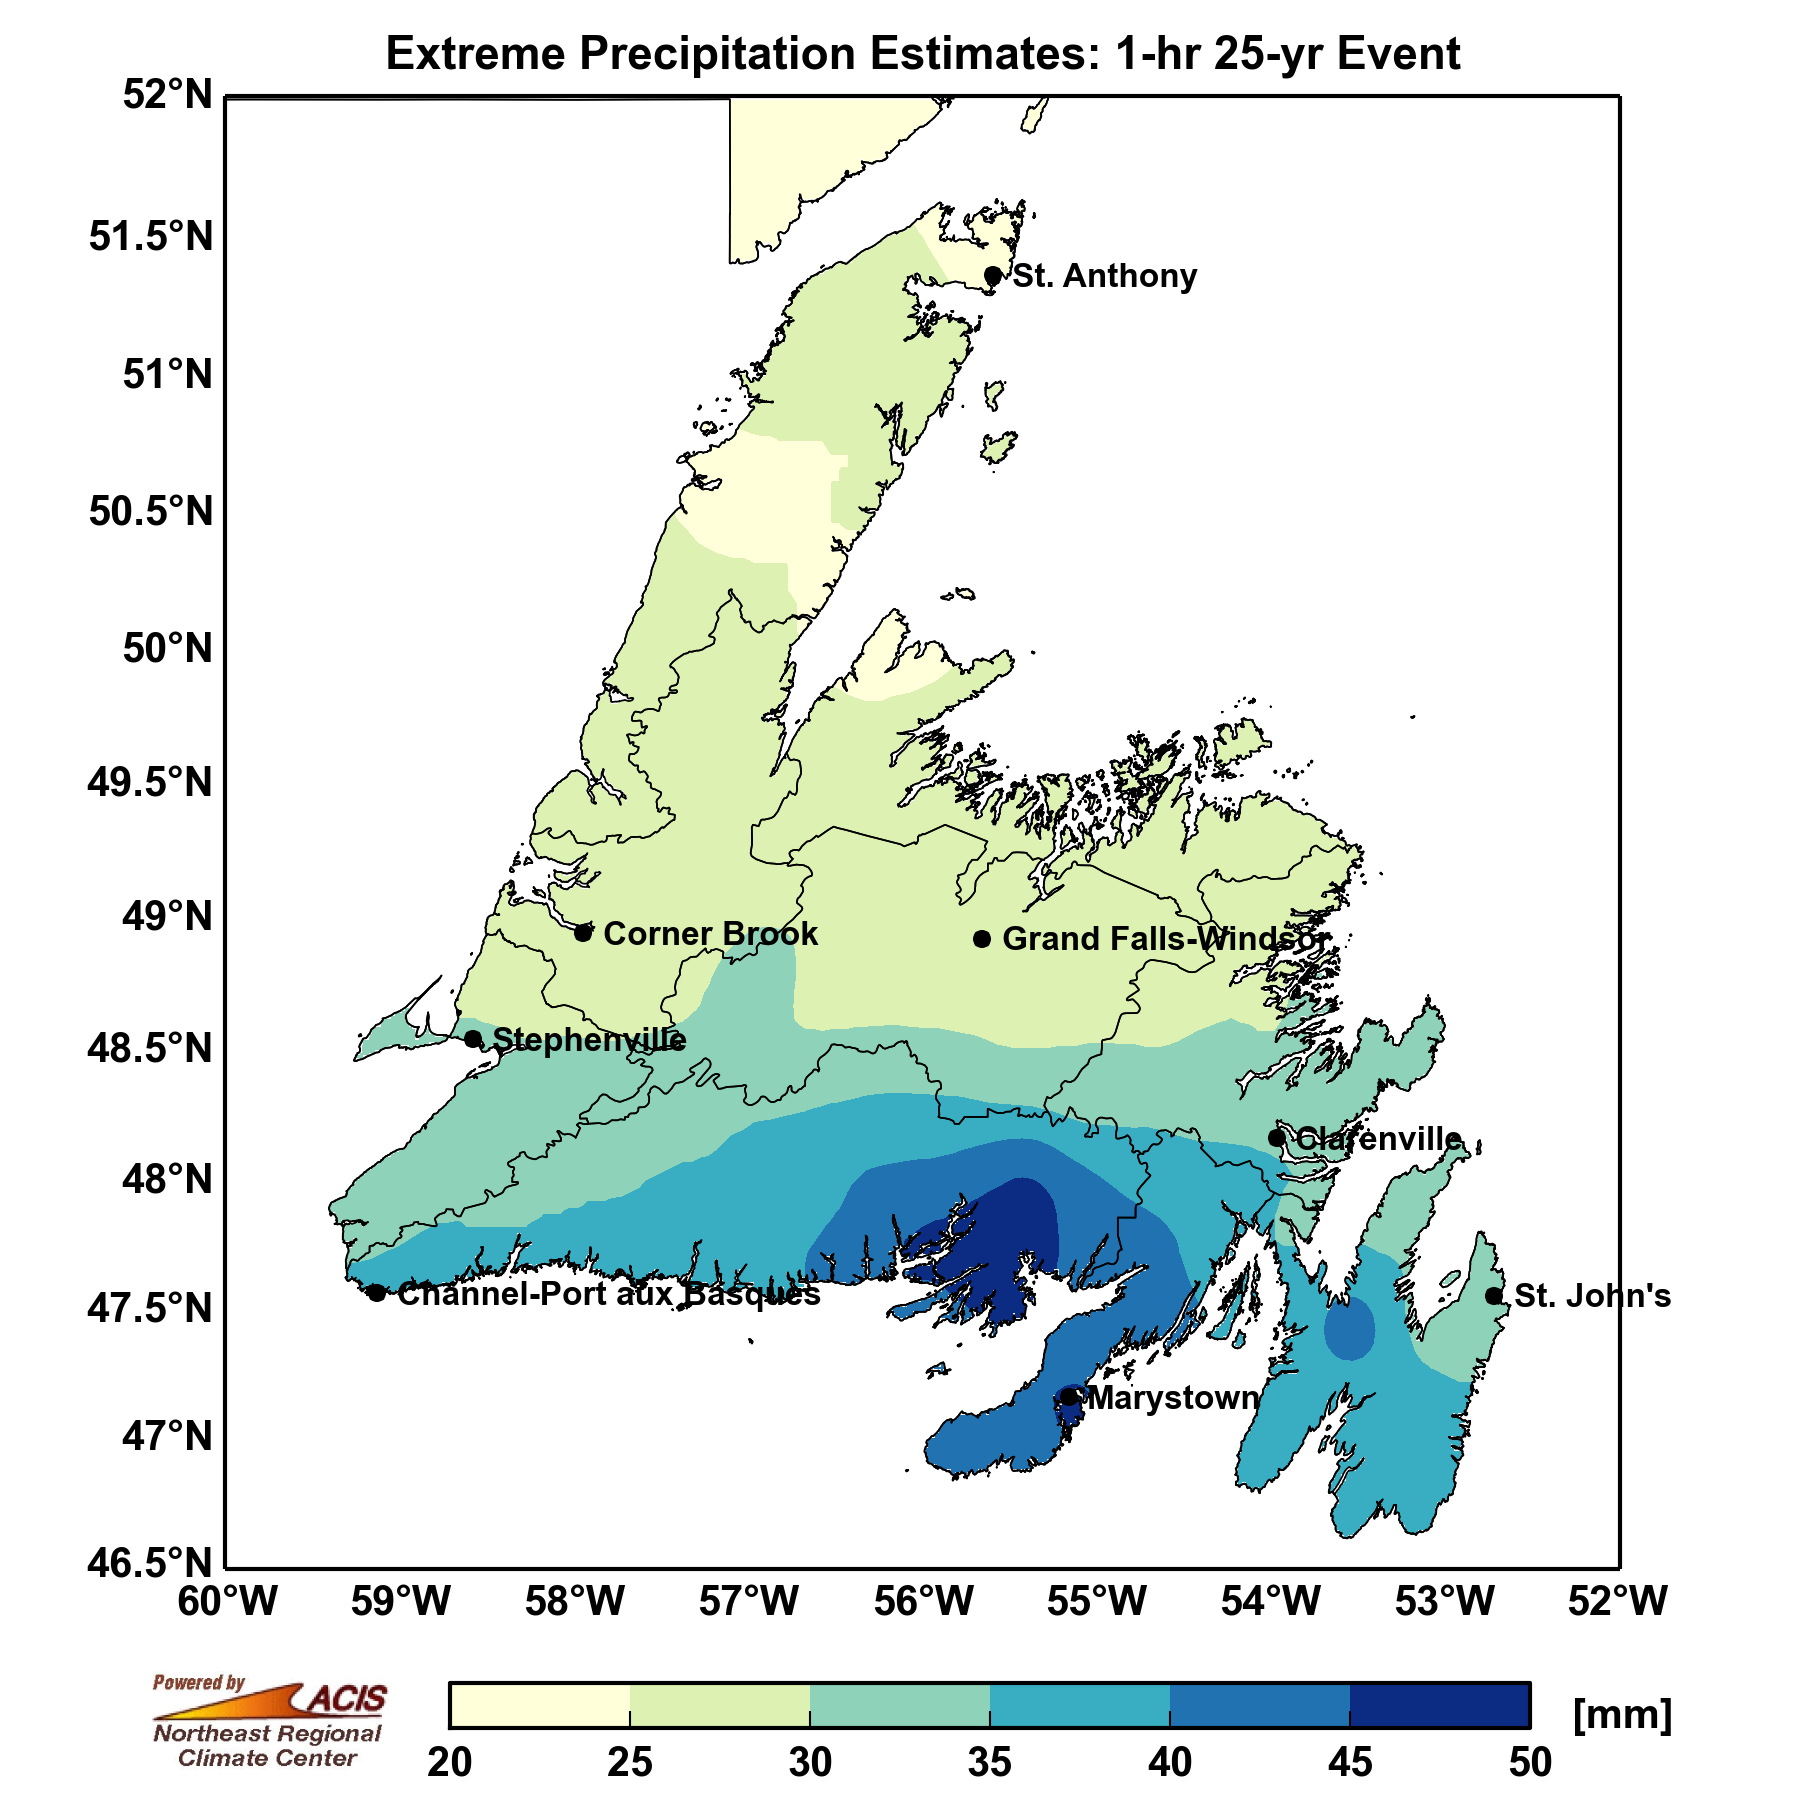 Extreme Precipitation Estimates: 1-hr 25-yr Event
52°N
51.5°N
St. Anthony
51°N
50.5°N
50°N
49.5°N
49°N
Corner Brook
Grand Falls-Windsor
48.5°N
Stephenville
48°N
Clarenville
47.5°N
Channel-Port aux Basques
St. John's
Marystown
47°N
46.5°N
60°W 59°W 58°W 57°W 56°W 55°W 54°W 53°W 52°W
Powered by
ACIS
Northeast Regional
Climate Center
[mm]
20 25 30 35 40 45 50